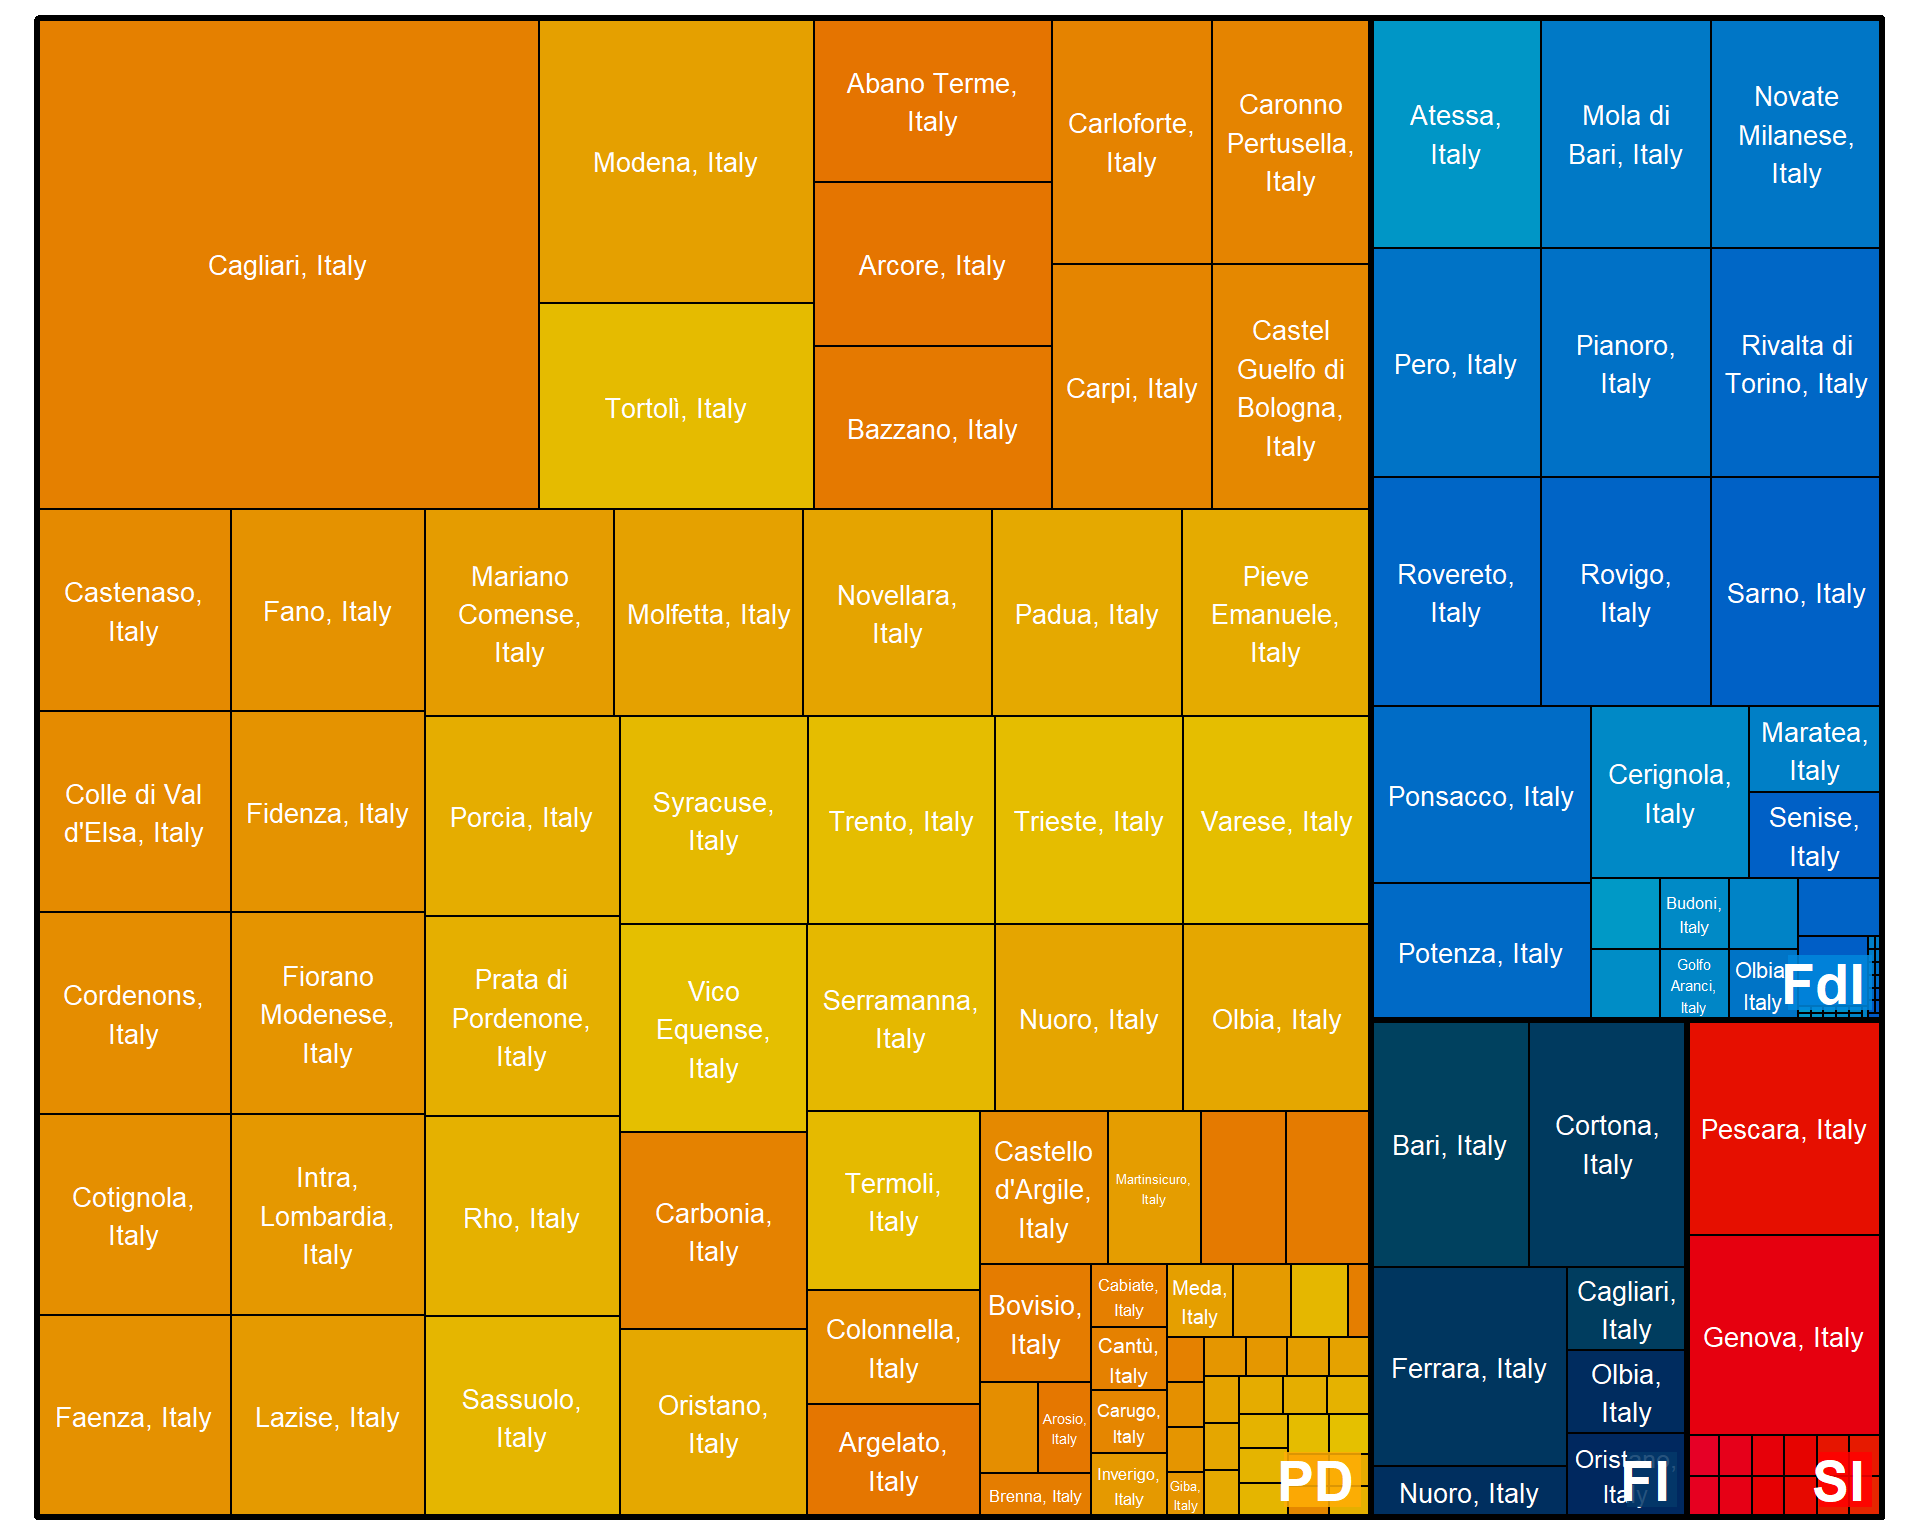 Cagliari, Italy
Modena, Italy
Tortolì, Italy
Abano Terme,
Italy
Arcore, Italy
Bazzano, Italy
Carloforte,
Italy
Carpi, Italy
Caronno
Pertusella,
Italy
Castel
Guelfo di
Bologna,
Italy
Castenaso,
Italy
Colle di Val
d'Elsa, Italy
Cordenons,
Italy
Cotignola,
Italy
Faenza, Italy
Fano, Italy
Fidenza, Italy
Fiorano
Modenese,
Italy
Intra,
Lombardia,
Italy
Lazise, Italy
Mariano
Comense,
Italy
Molfetta, Italy
Novellara,
Italy
Padua, Italy
Pieve
Emanuele,
Italy
Porcia, Italy
Prata di
Pordenone,
Italy
Rho, Italy
Sassuolo,
Italy
Syracuse,
Italy
Trento, Italy
Trieste, Italy
Varese, Italy
Vico
Equense,
Italy
Serramanna,
Italy
Nuoro, Italy
Olbia, Italy
Carbonia,
Italy
Oristano,
Italy
Termoli,
Italy
Colonnella,
Italy
Argelato,
Italy
Castello
d'Argile,
Italy
Martinsicuro,
Italy
Bovisio,
Italy
Arosio,
Italy
Brenna, Italy
Cabiate,
Italy
Cantù,
Italy
Carugo,
Italy
Inverigo,
Italy
Meda,
Italy
Giba,
Italy
PD
Atessa,
Italy
Mola di
Bari, Italy
Novate
Milanese,
Italy
Pero, Italy
Pianoro,
Italy
Rivalta di
Torino, Italy
Rovereto,
Italy
Rovigo,
Italy
Sarno, Italy
Ponsacco, Italy
Potenza, Italy
Cerignola,
Italy
Maratea,
Italy
Senise,
Italy
Budoni,
Italy
Golfo
Aranci,
Italy
Olbia,
Italy
FdI
Bari, Italy
Cortona,
Italy
Ferrara, Italy
Nuoro, Italy
Cagliari,
Italy
Olbia,
Italy
Oristano,
Italy
FI
Pescara, Italy
Genova, Italy
SI